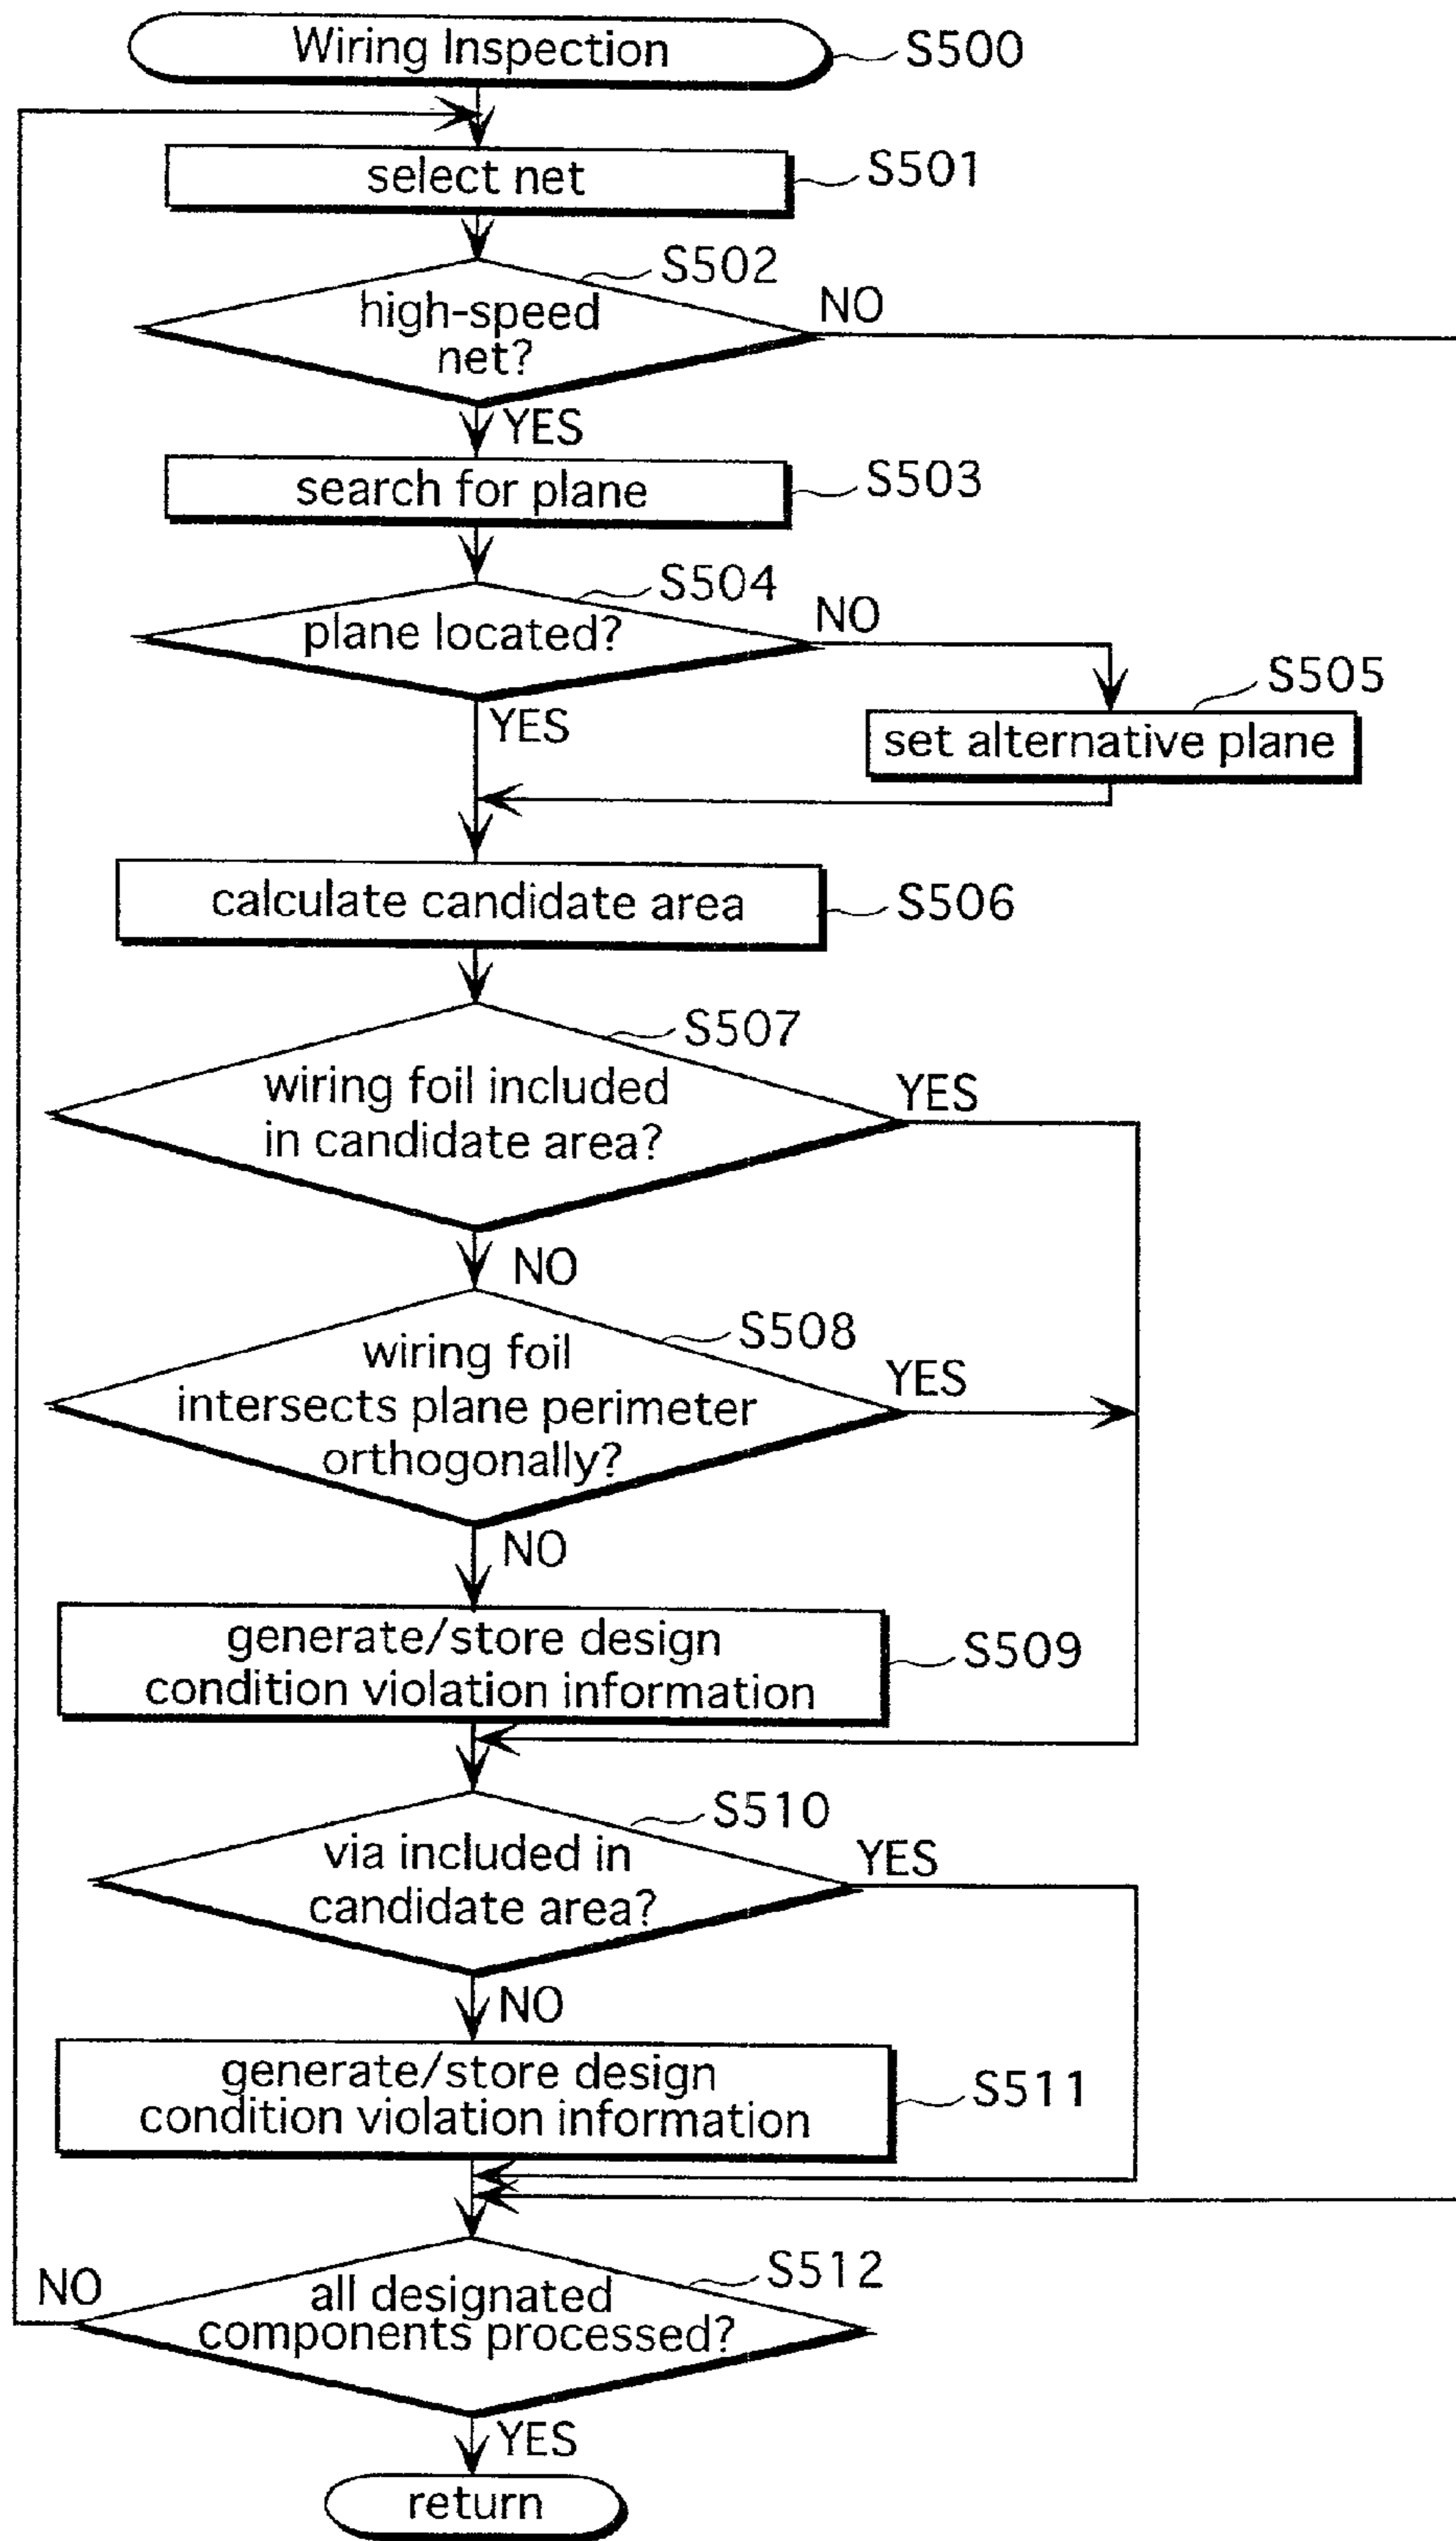 Wiring Inspection
S500
select net
S501
S502
high-speed
net?
NO
YES
search for plane
S503
S504
plane located?
NO
YES
S505
set alternative plane
calculate candidate area
S506
S507
wiring foil included
in candidate area?
YES
NO
S508
wiring foil
intersects plane perimeter
orthogonally?
YES
NO
generate/store design
condition violation information
S509
S510
via included in
candidate area?
YES
NO
generate/store design
condition violation information
S511
S512
NO
all designated
components processed?
YES
return